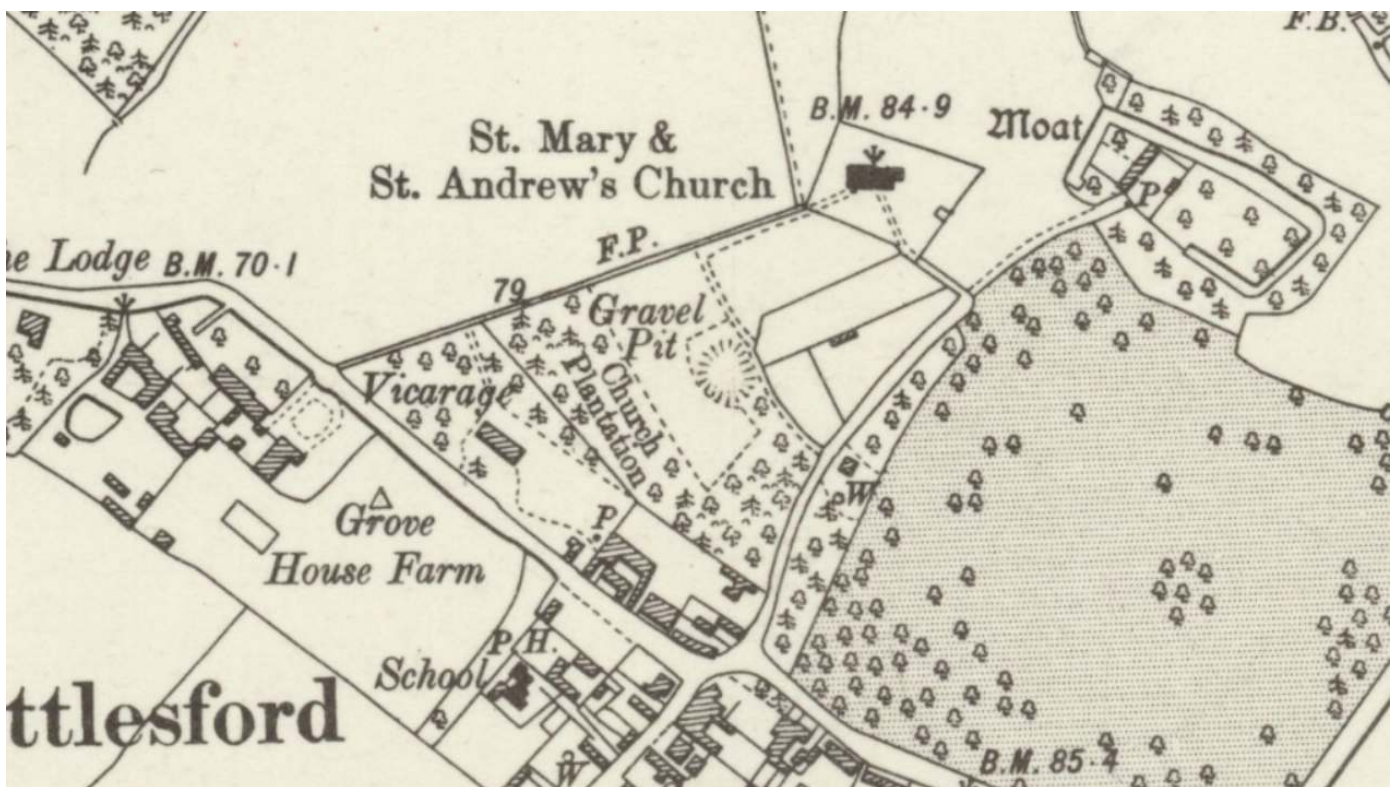 F.B.
B.M. 84·9
Moat
St. Mary &
St. Andrew's Church
P
F.P.
he Lodge B.M. 70·1
79
Gravel
Pit
Church
Plantation
Vicarage
W
Grove
House Farm
P
P.H.
School
ttlesford
W
B.M. 85·4